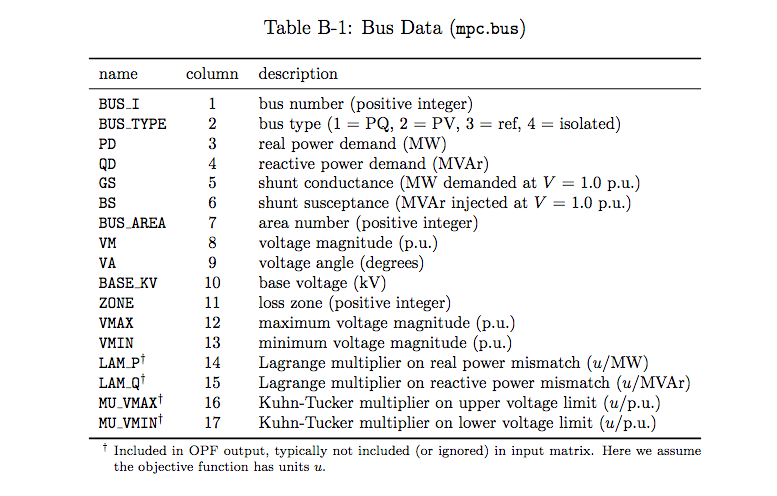 Table B-1: Bus Data (mpc.bus)
name column description
BUS_I 1 bus number (positive integer)
BUS_TYPE 2 bus type (1 = PQ, 2 = PV, 3 = ref, 4 = isolated)
PD 3 real power demand (MW)
QD 4 reactive power demand (MVAr)
GS 5 shunt conductance (MW demanded at V = 1.0 p.u.)
BS 6 shunt susceptance (MVAr injected at V = 1.0 p.u.)
BUS_AREA 7 area number (positive integer)
VM 8 voltage magnitude (p.u.)
VA 9 voltage angle (degrees)
BASE_KV 10 base voltage (kV)
ZONE 11 loss zone (positive integer)
VMAX 12 maximum voltage magnitude (p.u.)
VMIN 13 minimum voltage magnitude (p.u.)
LAM_P† 14 Lagrange multiplier on real power mismatch (u/MW)
LAM_Q† 15 Lagrange multiplier on reactive power mismatch (u/MVAr)
MU_VMAX† 16 Kuhn-Tucker multiplier on upper voltage limit (u/p.u.)
MU_VMIN† 17 Kuhn-Tucker multiplier on lower voltage limit (u/p.u.)
† Included in OPF output, typically not included (or ignored) in input matrix. Here we assume
the objective function has units u.